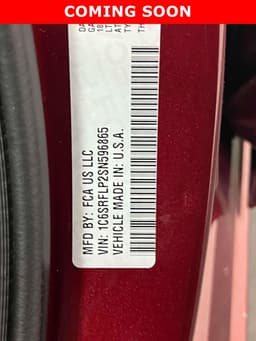 COMING SOON
MFD BY: FCA US LLC
VIN: 1C6SRFLP2SN596865
VEHICLE MADE IN: U.S.A.